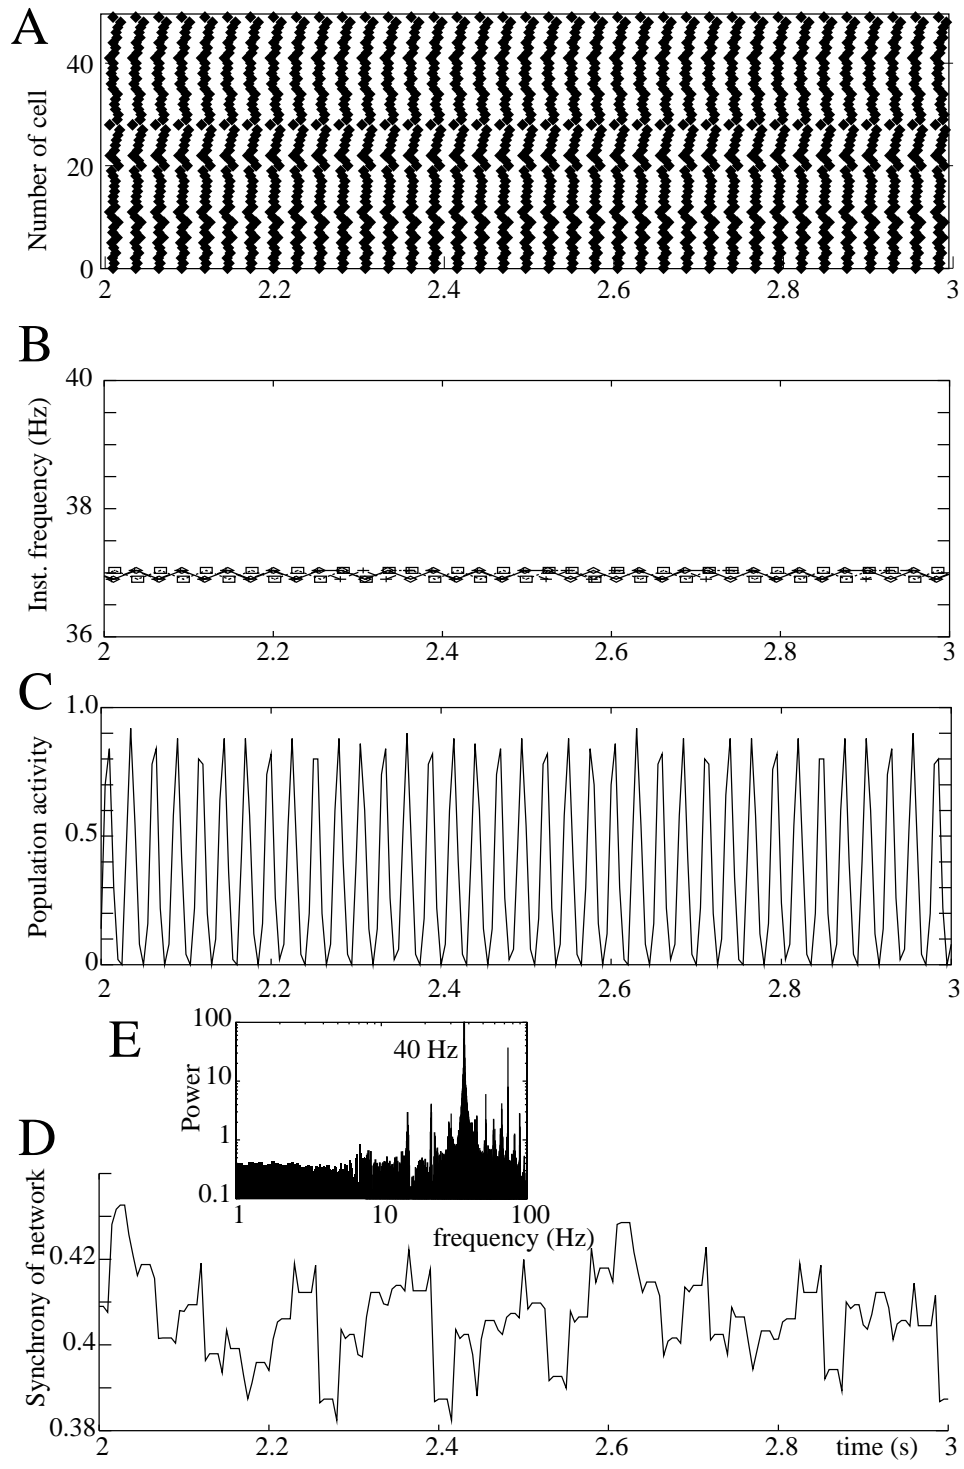 A
Number of cell
40
20
0
2 2.2 2.4 2.6 2.8 3
B
Inst. frequency (Hz)
40
38
36
2 2.2 2.4 2.6 2.8 3
C
Population activity
1.0
0.5
0
2 2.2 2.4 2.6 2.8 3
E
Power
100
10
1
0.1
40 Hz
1 10 100
frequency (Hz)
D
Synchrony of network
0.42
0.4
0.38
2 2.2 2.4 2.6 2.8 time (s) 3